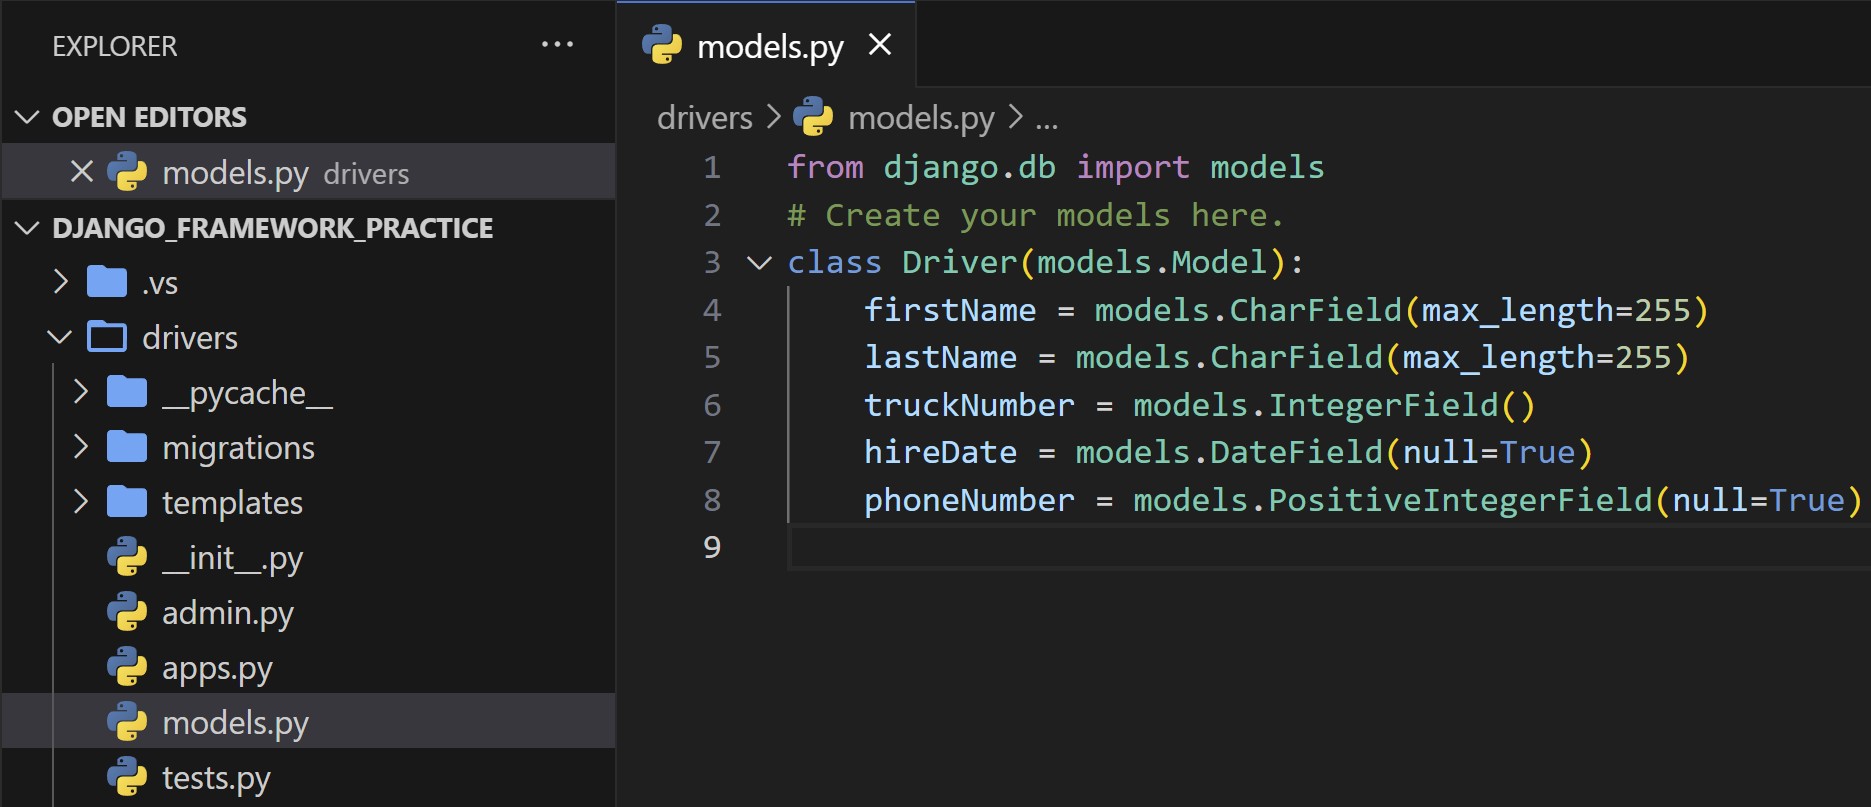 EXPLORER ...
OPEN EDITORS
models.py drivers
DJANGO_FRAMEWORK_PRACTICE
.vs
drivers
__pycache__
migrations
templates
__init__.py
admin.py
apps.py
models.py
tests.py
models.py
drivers > models.py > ...
1 from django.db import models
2 # Create your models here.
3 class Driver(models.Model):
4     firstName = models.CharField(max_length=255)
5     lastName = models.CharField(max_length=255)
6     truckNumber = models.IntegerField()
7     hireDate = models.DateField(null=True)
8     phoneNumber = models.PositiveIntegerField(null=True)
9